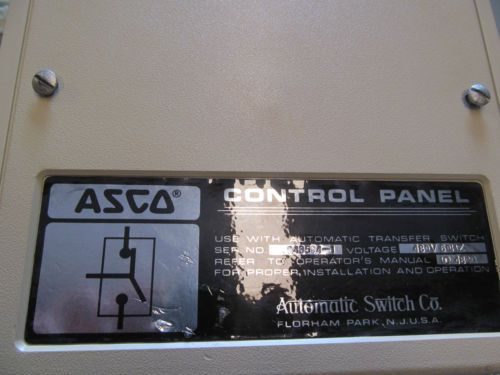 ASCO®
CONTROL PANEL
USE WITH AUTOMATIC TRANSFER SWITCH
SER. NO. VOLTAGE
REFER TO OPERATOR'S MANUAL
FOR PROPER INSTALLATION AND OPERATION
Automatic Switch Co.
FLORHAM PARK, N.J. U.S.A.